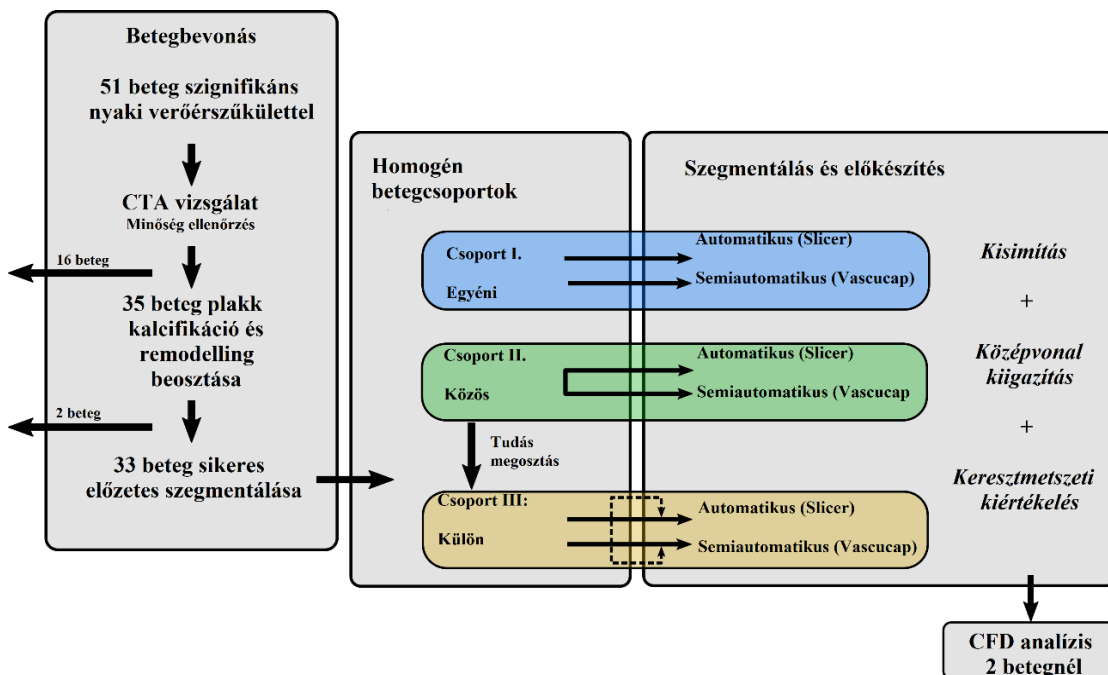 Betegbevonás
51 beteg szignifikáns
nyaki verőérszűkülettel
CTA vizsgálat
Minőség ellenőrzés
16 beteg
35 beteg plakk
kalcifikáció és
remodelling
beosztása
2 beteg
33 beteg sikeres
előzetes szegmentálása
Homogén
betegcsoportok
Csoport I.
Egyéni
Csoport II.
Közös
Tudás
megosztás
Csoport III:
Külön
Szegmentálás és előkészítés
Automatikus (Slicer)
Semiautomatikus (Vascucap)
Automatikus (Slicer)
Semiautomatikus (Vascucap
Automatikus (Slicer)
Semiautomatikus (Vascucap)
Kisimítás
+
Középvonal
kiigazítás
+
Keresztmetszeti
kiértékelés
CFD analízis
2 betegnél